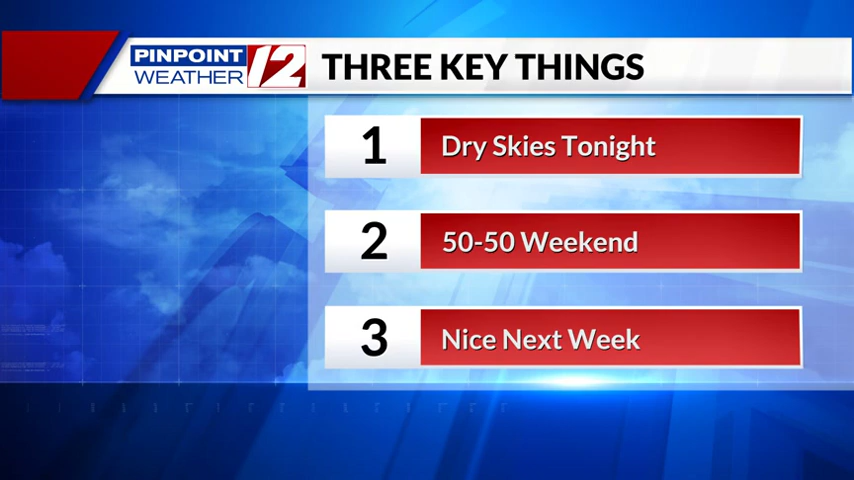 PINPOINT
WEATHER 12
THREE KEY THINGS
1 Dry Skies Tonight
2 50-50 Weekend
3 Nice Next Week